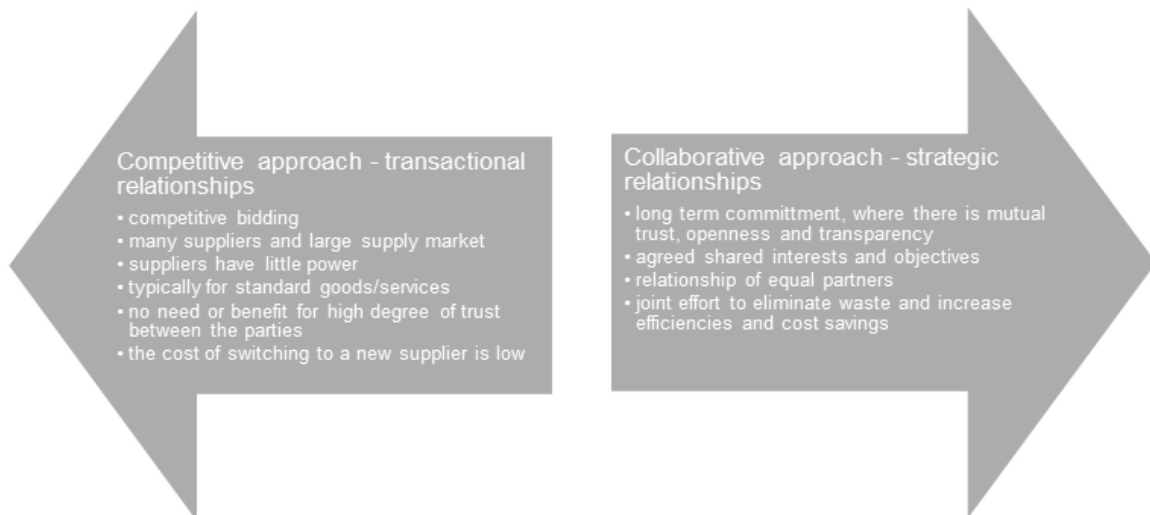 Competitive approach - transactional
relationships
• competitive bidding
• many suppliers and large supply market
• suppliers have little power
• typically for standard goods/services
• no need or benefit for high degree of trust
between the parties
• the cost of switching to a new supplier is low
Collaborative approach - strategic
relationships
• long term committment, where there is mutual
trust, openness and transparency
• agreed shared interests and objectives
• relationship of equal partners
• joint effort to eliminate waste and increase
efficiencies and cost savings